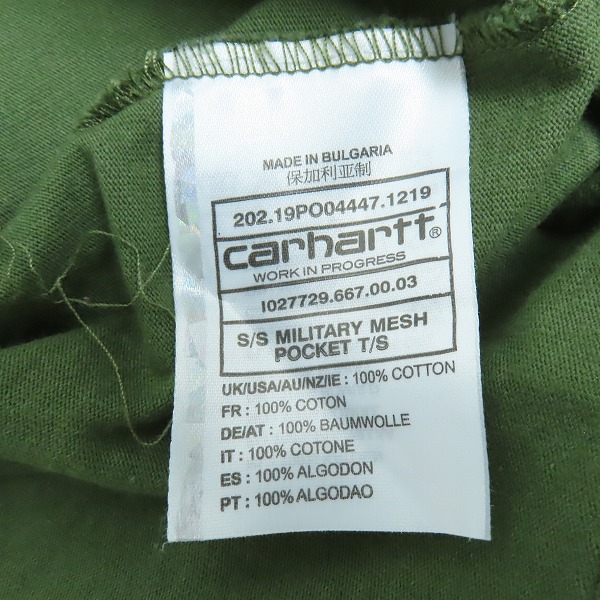 MADE IN BULGARIA
保加利亚制
202.19PO04447.1219
carhartt®
WORK IN PROGRESS
I027729.667.00.03
S/S MILITARY MESH
POCKET T/S
UK/USA/AU/NZ/IE : 100% COTTON
FR : 100% COTON
DE/AT : 100% BAUMWOLLE
IT : 100% COTONE
ES : 100% ALGODON
PT : 100% ALGODAO